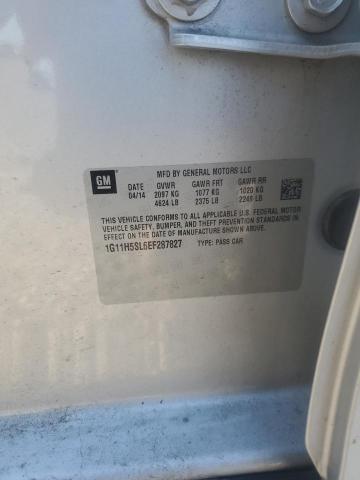 GM
MFD BY GENERAL MOTORS LLC
DATE GVWR GAWR FRT GAWR RR
04/14 2097 KG 1077 KG 1020 KG
4624 LB 2375 LB 2249 LB
THIS VEHICLE CONFORMS TO ALL APPLICABLE U.S. FEDERAL MOTOR
VEHICLE SAFETY, BUMPER, AND THEFT PREVENTION STANDARDS
IN EFFECT ON THE DATE OF MANUFACTURE SHOWN ABOVE.
1G11H5SL6EF287827 TYPE: PASS CAR